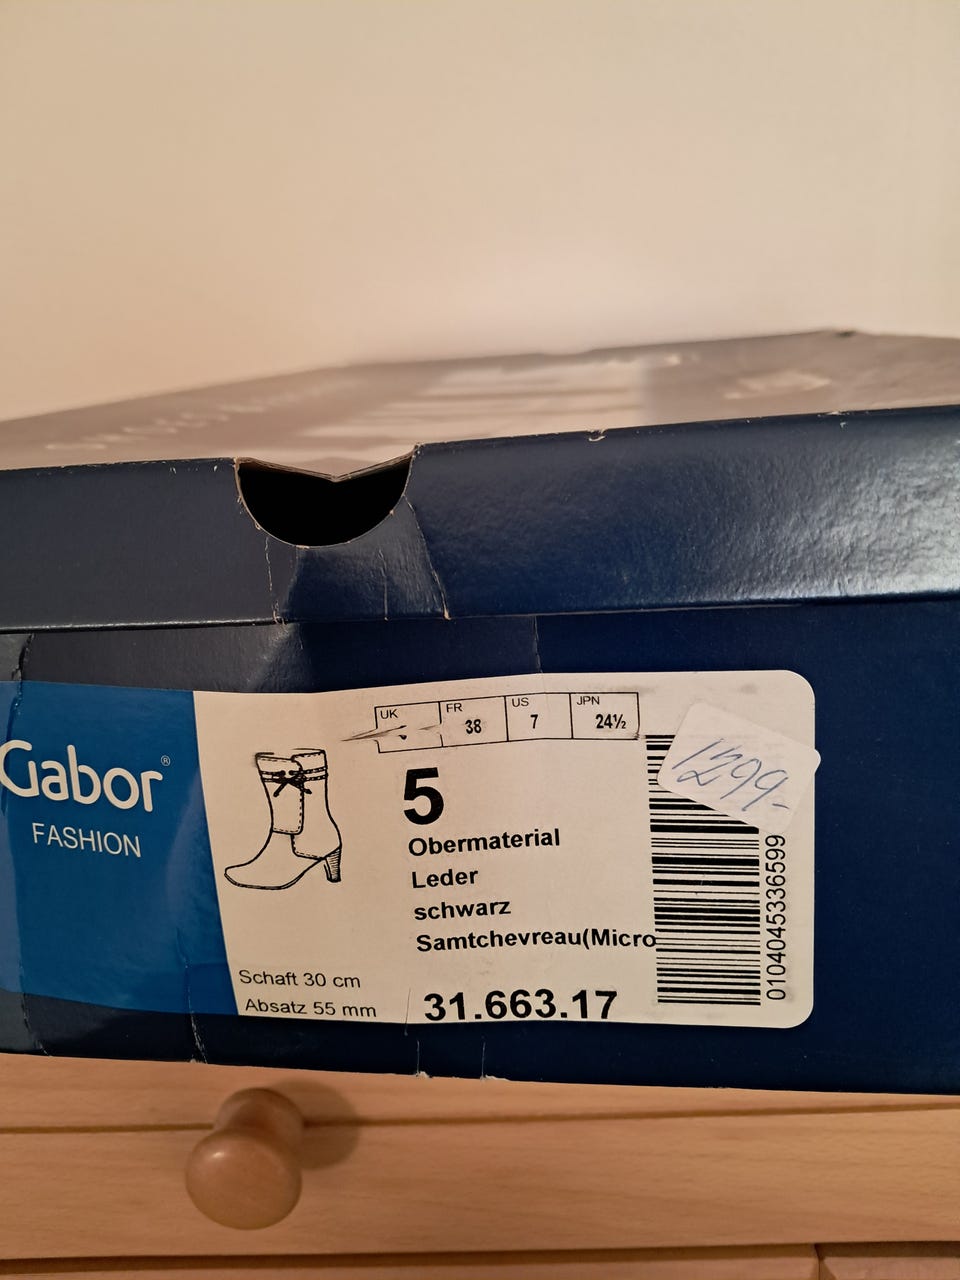 Gabor®
FASHION
UK FR US JPN
38 7 24½
5
Obermaterial
Leder
schwarz
Samtchevreau(Micro
Schaft 30 cm
Absatz 55 mm
31.663.17
1299-
0104045336599